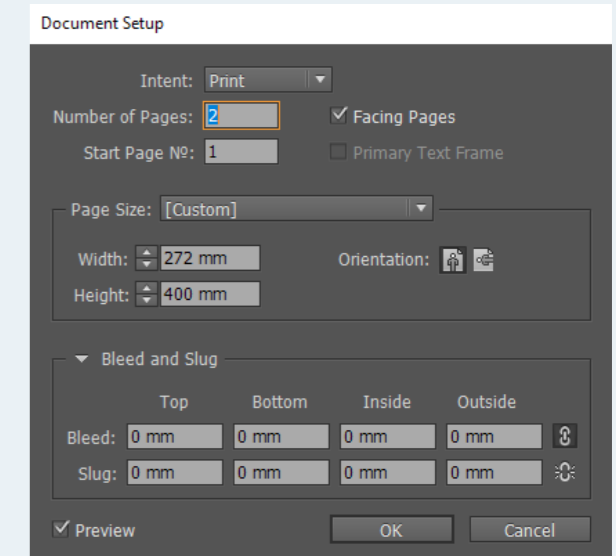 Document Setup
Intent: Print
Number of Pages: 2 Facing Pages
Start Page Nº: 1 Primary Text Frame
Page Size: [Custom]
Width: 272 mm Orientation:
Height: 400 mm
Bleed and Slug
Top Bottom Inside Outside
Bleed: 0 mm 0 mm 0 mm 0 mm
Slug: 0 mm 0 mm 0 mm 0 mm
Preview OK Cancel